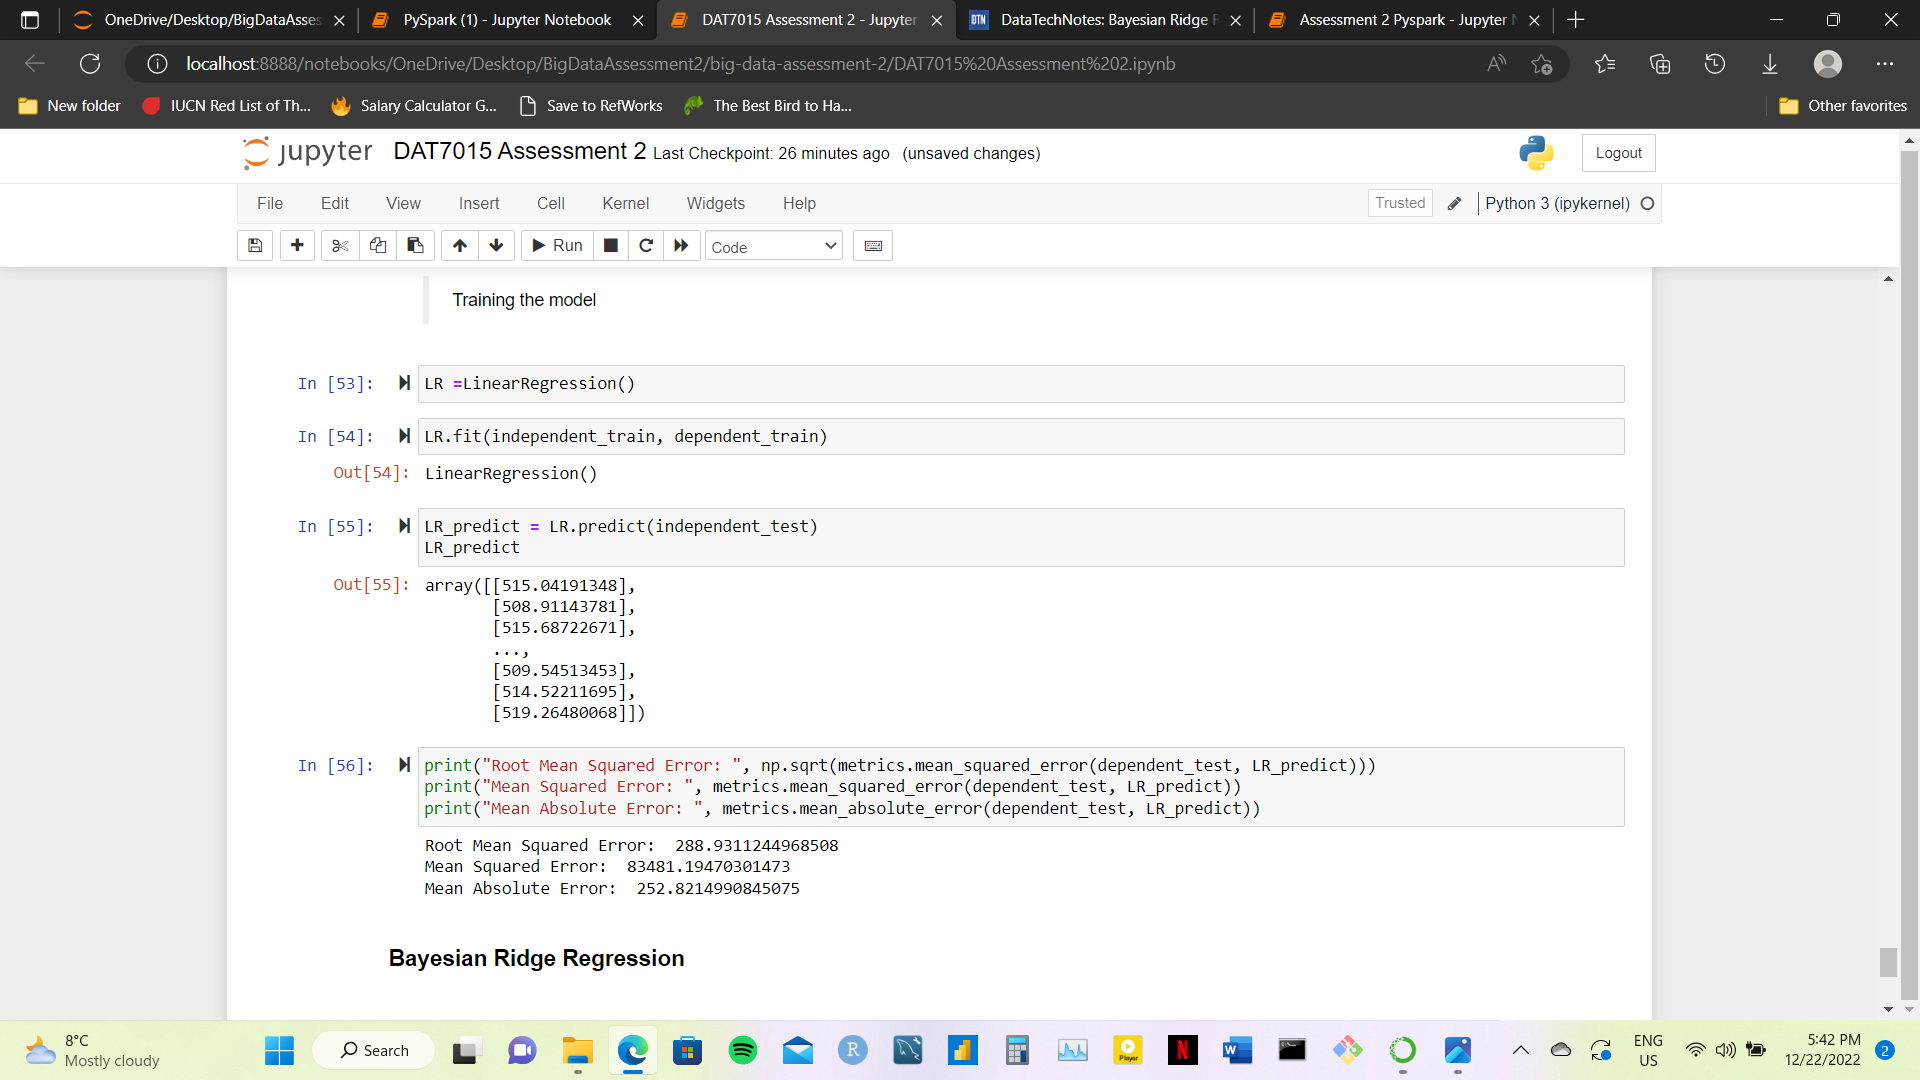 OneDrive/Desktop/BigDataAsses
PySpark (1) - Jupyter Notebook
DAT7015 Assessment 2 - Jupyter
DTN
DataTechNotes: Bayesian Ridge
Assessment 2 Pyspark - Jupyter
localhost:8888/notebooks/OneDrive/Desktop/BigDataAssessment2/big-data-assessment-2/DAT7015%20Assessment%202.ipynb
New folder
IUCN Red List of Th...
Salary Calculator G...
Save to RefWorks
The Best Bird to Ha...
Other favorites
jupyter
DAT7015 Assessment 2 Last Checkpoint: 26 minutes ago (unsaved changes)
Logout
File Edit View Insert Cell Kernel Widgets Help
Trusted
Python 3 (ipykernel)
Run
Code
Training the model
In [53]: LR =LinearRegression()
In [54]: LR.fit(independent_train, dependent_train)
Out[54]: LinearRegression()
In [55]: LR_predict = LR.predict(independent_test)
LR_predict
Out[55]: array([[515.04191348],
[508.91143781],
[515.68722671],
...,
[509.54513453],
[514.52211695],
[519.26480068]])
In [56]: print("Root Mean Squared Error: ", np.sqrt(metrics.mean_squared_error(dependent_test, LR_predict)))
print("Mean Squared Error: ", metrics.mean_squared_error(dependent_test, LR_predict))
print("Mean Absolute Error: ", metrics.mean_absolute_error(dependent_test, LR_predict))
Root Mean Squared Error:  288.9311244968508
Mean Squared Error:  83481.19470301473
Mean Absolute Error:  252.8214990845075
Bayesian Ridge Regression
8°C
Mostly cloudy
Search
R
Player
N
W
ENG
US
5:42 PM
12/22/2022
2